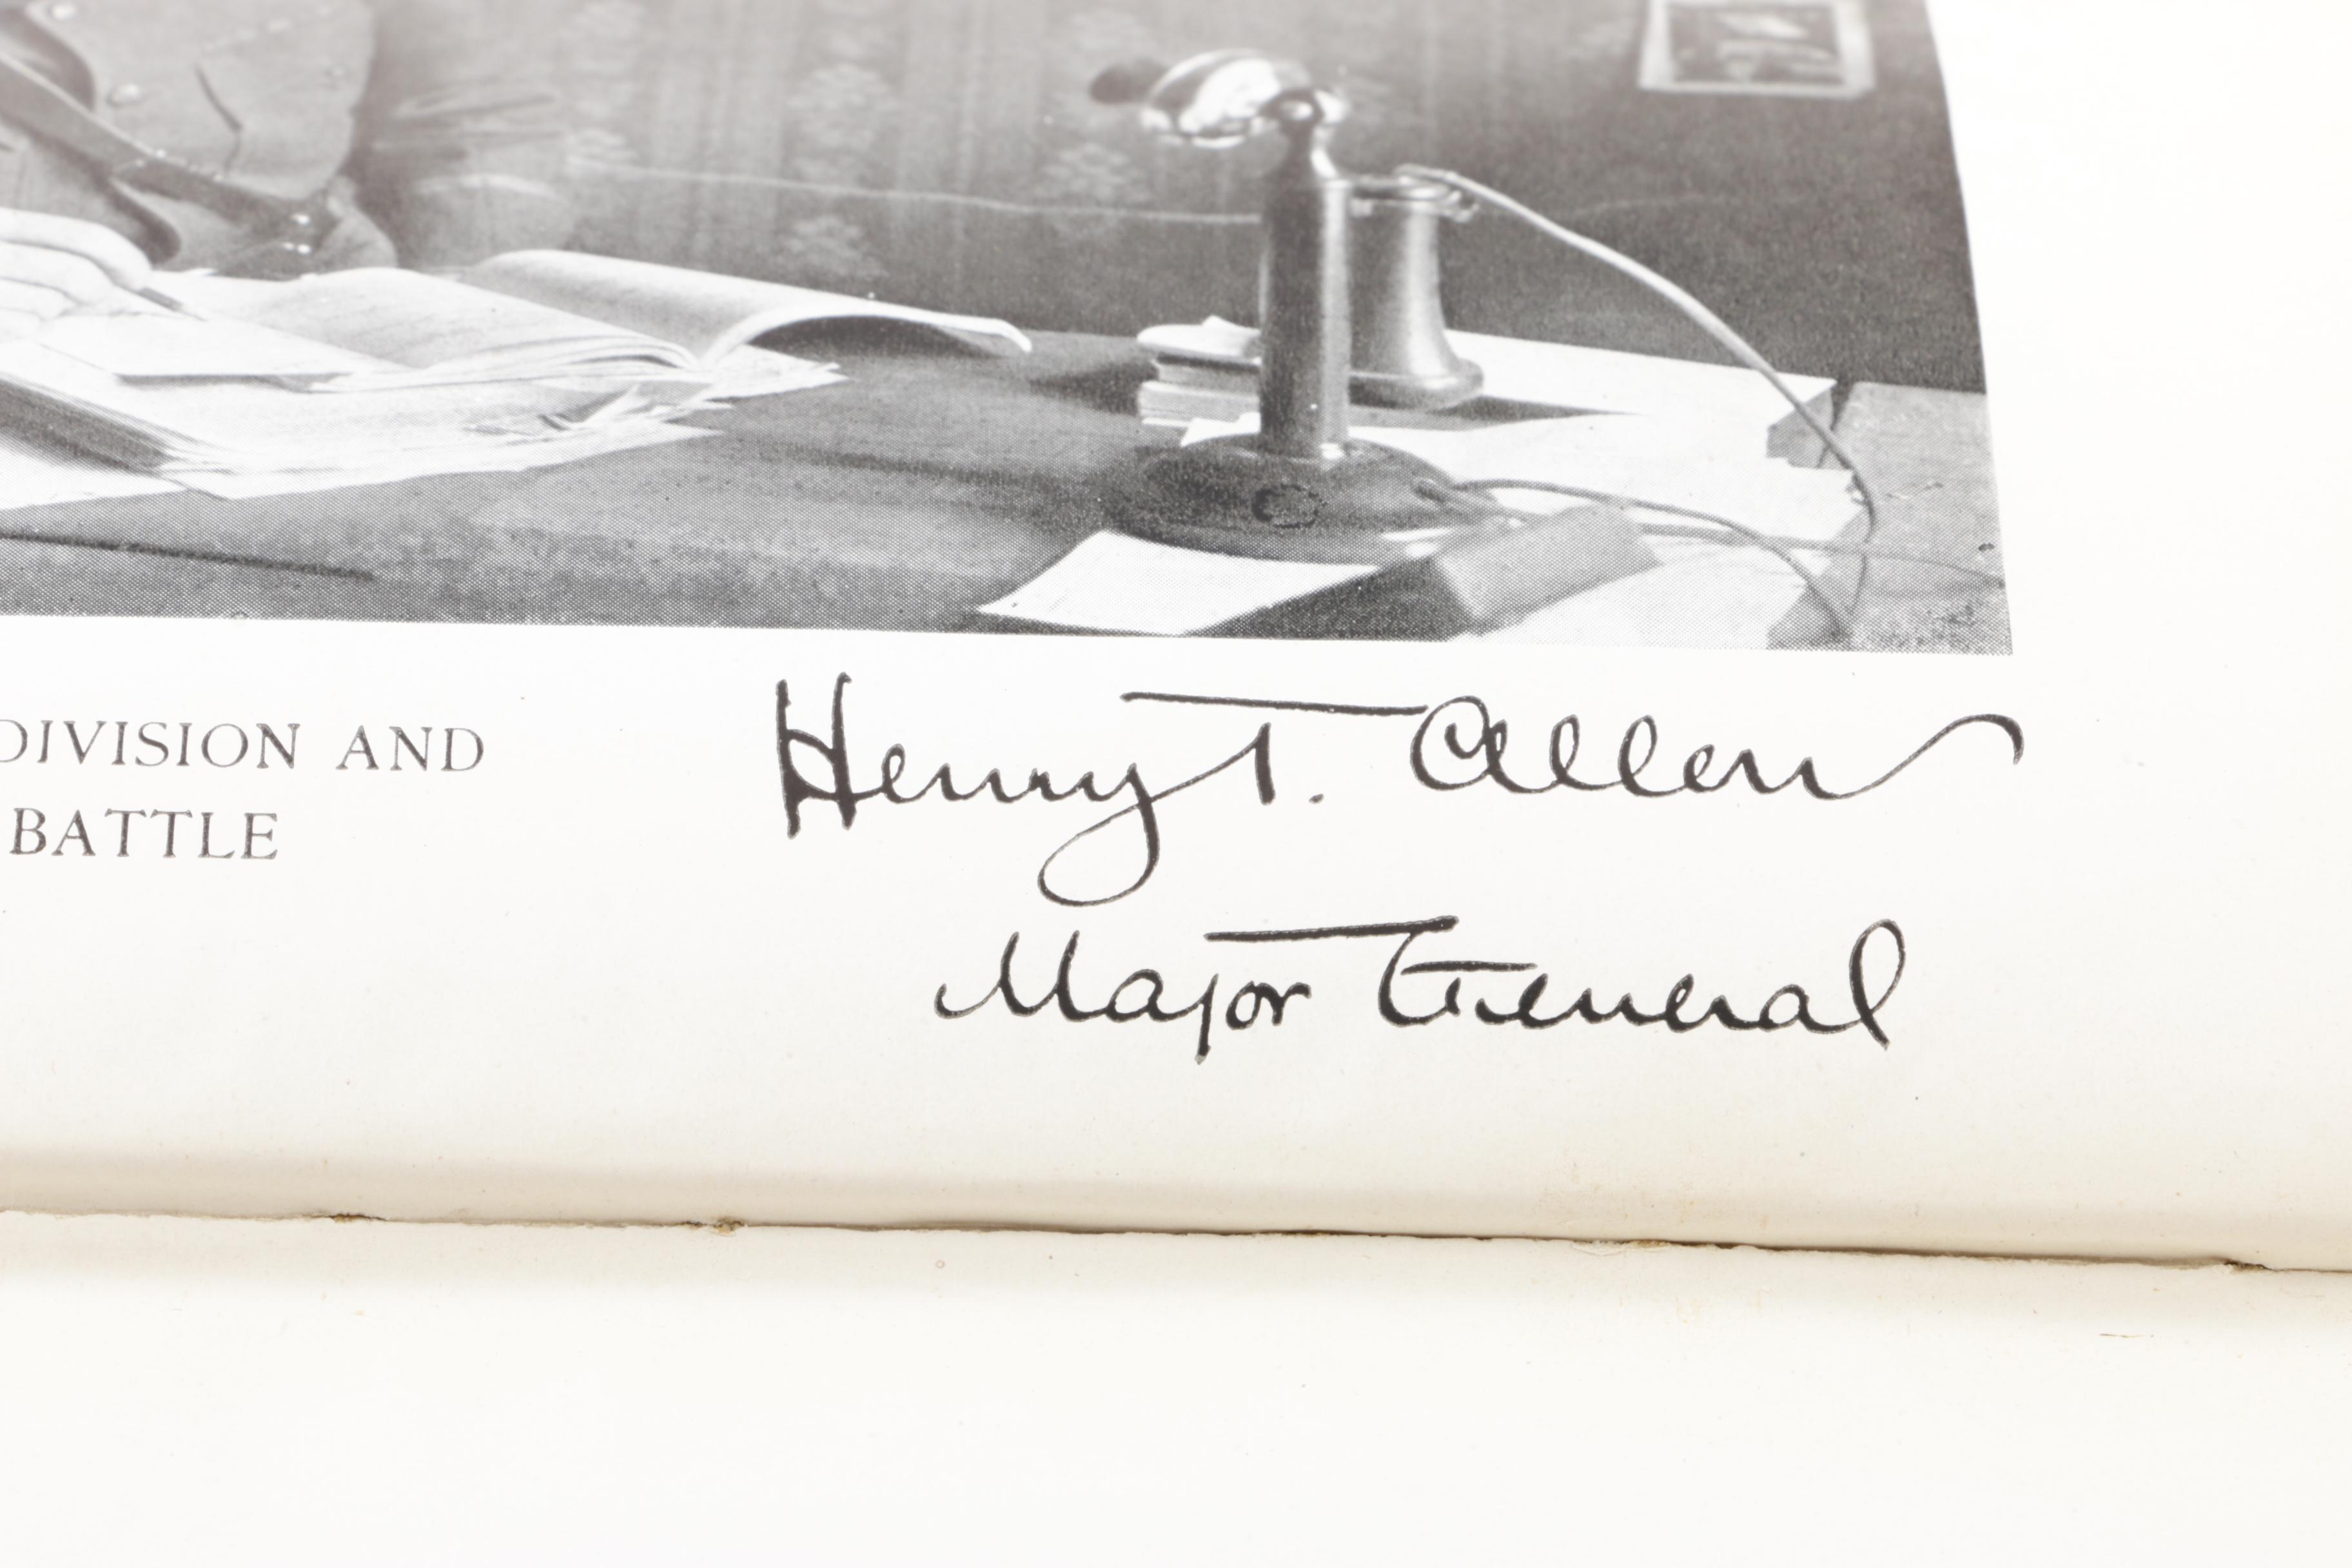 DIVISION AND
BATTLE
Henry T. Allen
Major General